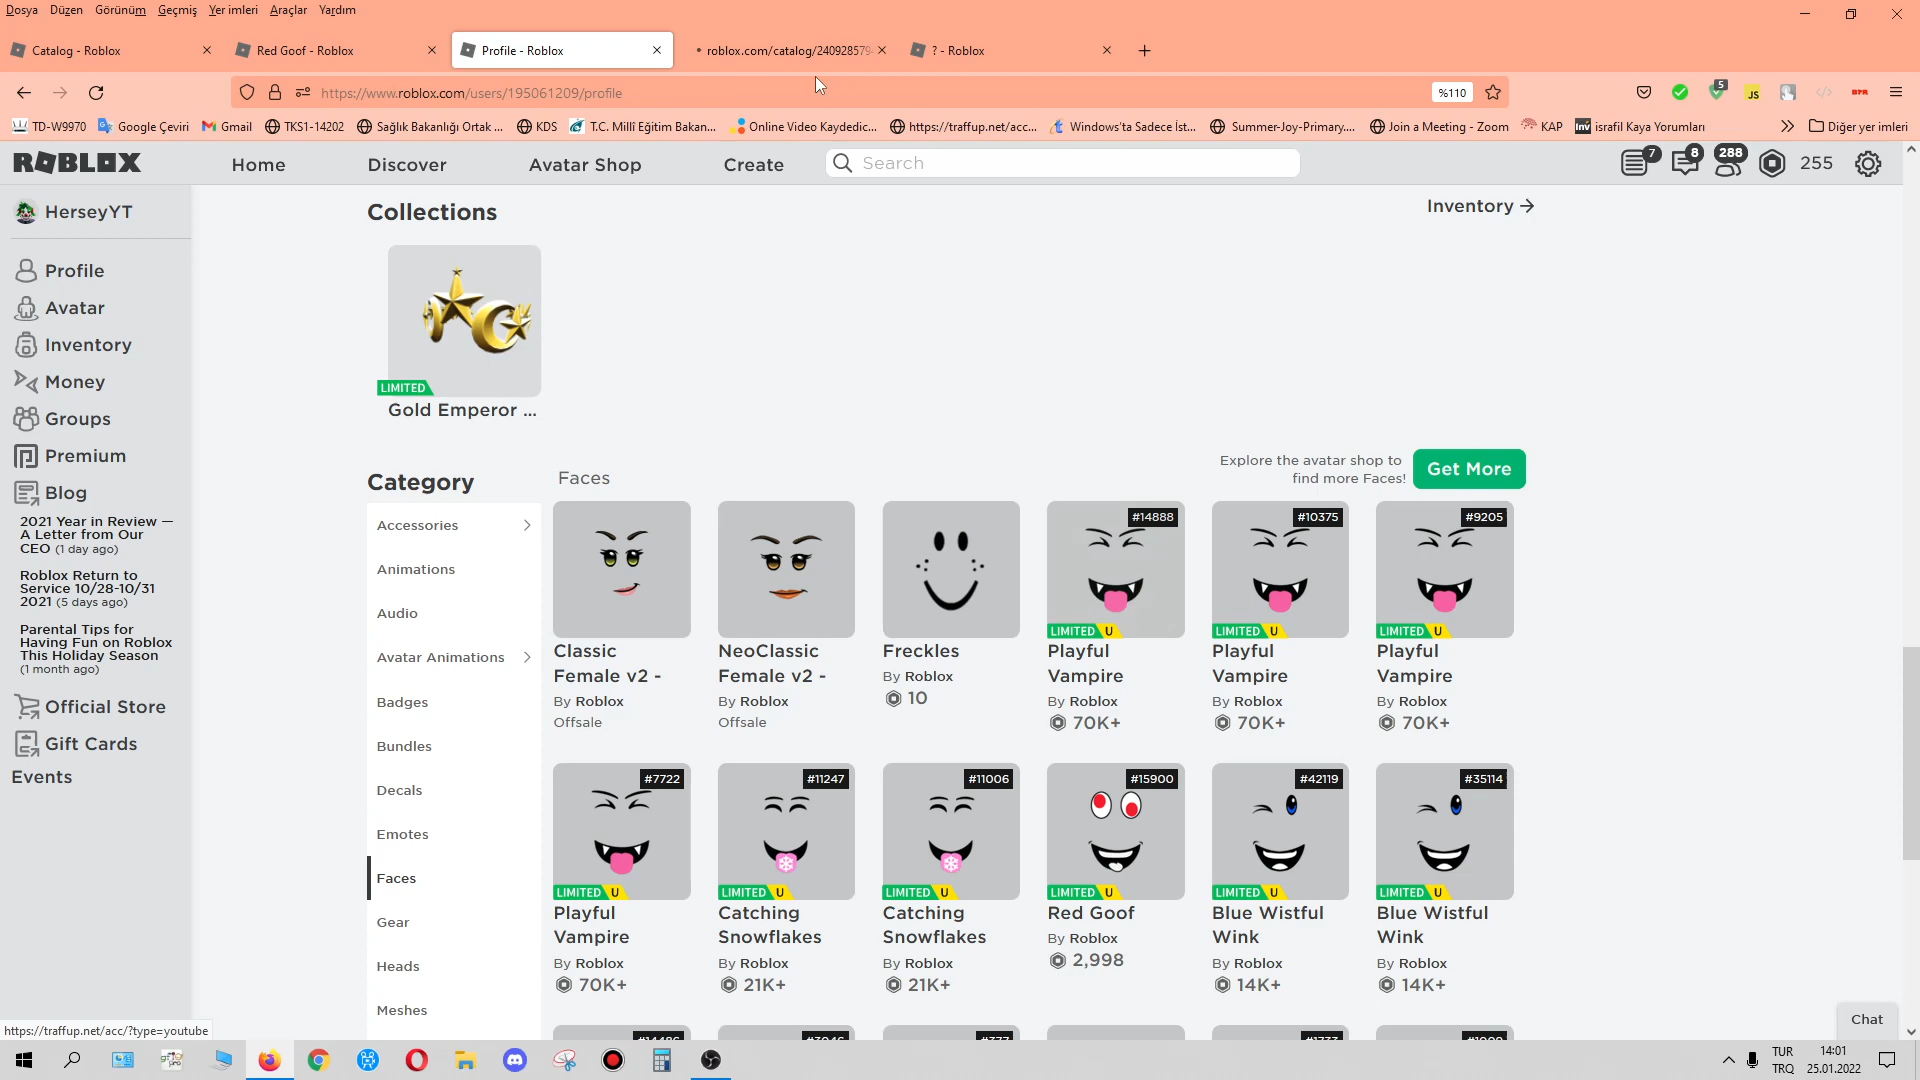 Dosya Düzen Görünüm Geçmiş Yer imleri Araçlar Yardım
Catalog - Roblox
Red Goof - Roblox
Profile - Roblox
roblox.com/catalog/240928579
? - Roblox
https://www.roblox.com/users/195061209/profile
%110
5
JS
TD-W9970 Google Çeviri Gmail TKS1-14202 Sağlık Bakanlığı Ortak ... KDS T.C. Millî Eğitim Bakan... Online Video Kaydedic... https://traffup.net/acc... Windows'ta Sadece İst... Summer-Joy-Primary.... Join a Meeting - Zoom KAP Inv israfil Kaya Yorumları Diğer yer imleri
ROBLOX
Home
Discover
Avatar Shop
Create
Search
7
8
288
255
HerseyYT
Profile
Avatar
Inventory
Money
Groups
Premium
Blog
2021 Year in Review —
A Letter from Our
CEO (1 day ago)
Roblox Return to
Service 10/28-10/31
2021 (5 days ago)
Parental Tips for
Having Fun on Roblox
This Holiday Season
(1 month ago)
Official Store
Gift Cards
Events
Collections
Inventory →
LIMITED
Gold Emperor ...
Category
Accessories
Animations
Audio
Avatar Animations
Badges
Bundles
Decals
Emotes
Faces
Gear
Heads
Meshes
Faces
Explore the avatar shop to
find more Faces!
Get More
#14888
#10375
#9205
LIMITED U
LIMITED U
LIMITED U
Classic
Female v2 -
By Roblox
Offsale
NeoClassic
Female v2 -
By Roblox
Offsale
Freckles
By Roblox
10
Playful
Vampire
By Roblox
70K+
Playful
Vampire
By Roblox
70K+
Playful
Vampire
By Roblox
70K+
#7722
#11247
#11006
#15900
#42119
#35114
LIMITED U
LIMITED U
LIMITED U
LIMITED U
LIMITED U
LIMITED U
Playful
Vampire
By Roblox
70K+
Catching
Snowflakes
By Roblox
21K+
Catching
Snowflakes
By Roblox
21K+
Red Goof
By Roblox
2,998
Blue Wistful
Wink
By Roblox
14K+
Blue Wistful
Wink
By Roblox
14K+
Chat
https://traffup.net/acc/?type=youtube
TUR
TRQ
14:01
25.01.2022